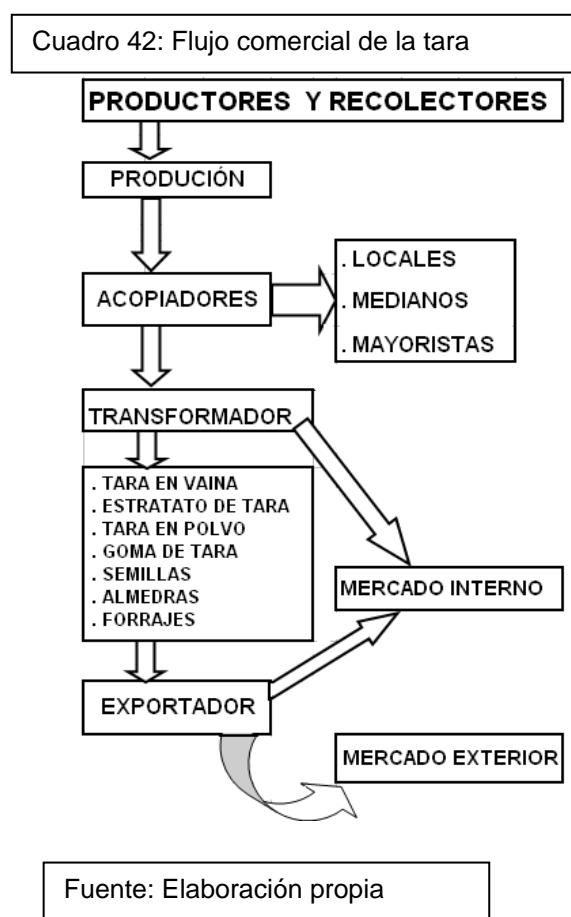 Cuadro 42: Flujo comercial de la tara
PRODUCTORES Y RECOLECTORES
PRODUCIÓN
ACOPIADORES
. LOCALES
. MEDIANOS
. MAYORISTAS
TRANSFORMADOR
. TARA EN VAINA
. ESTRATATO DE TARA
. TARA EN POLVO
. GOMA DE TARA
. SEMILLAS
. ALMEDRAS
. FORRAJES
MERCADO INTERNO
EXPORTADOR
MERCADO EXTERIOR
Fuente: Elaboración propia